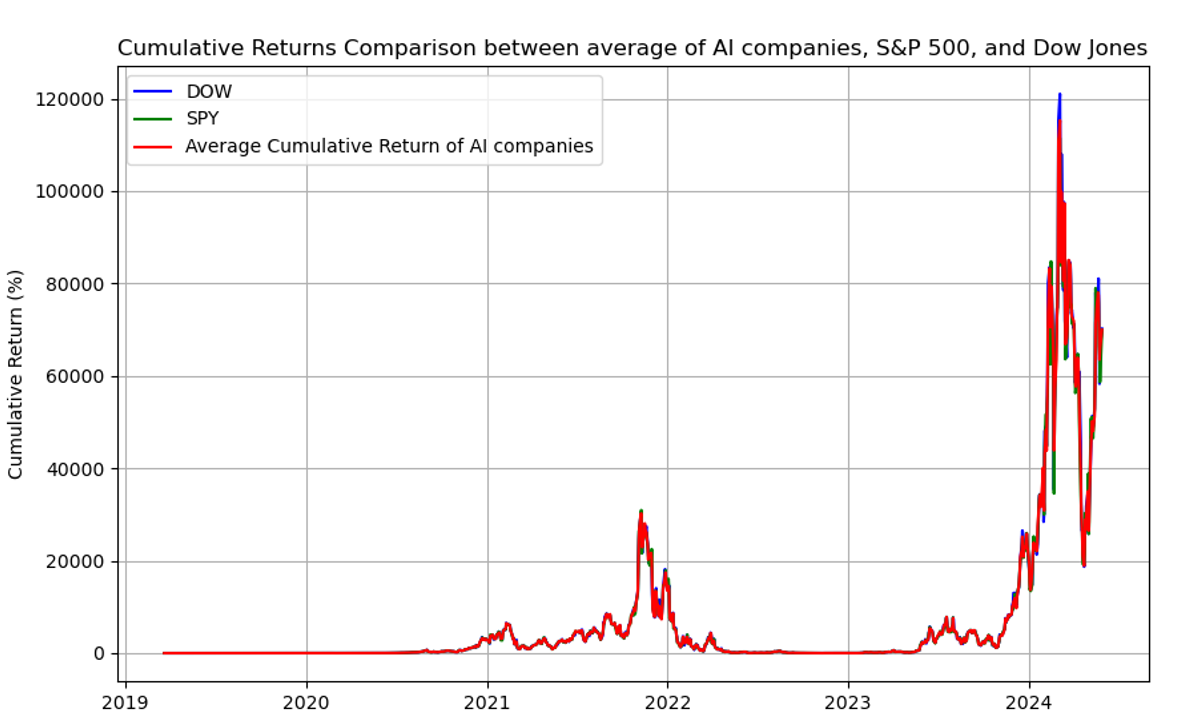 Cumulative Returns Comparison between average of AI companies, S&P 500, and Dow Jones
DOW
SPY
Average Cumulative Return of AI companies
Cumulative Return (%)
120000
100000
80000
60000
40000
20000
0
2019 2020 2021 2022 2023 2024